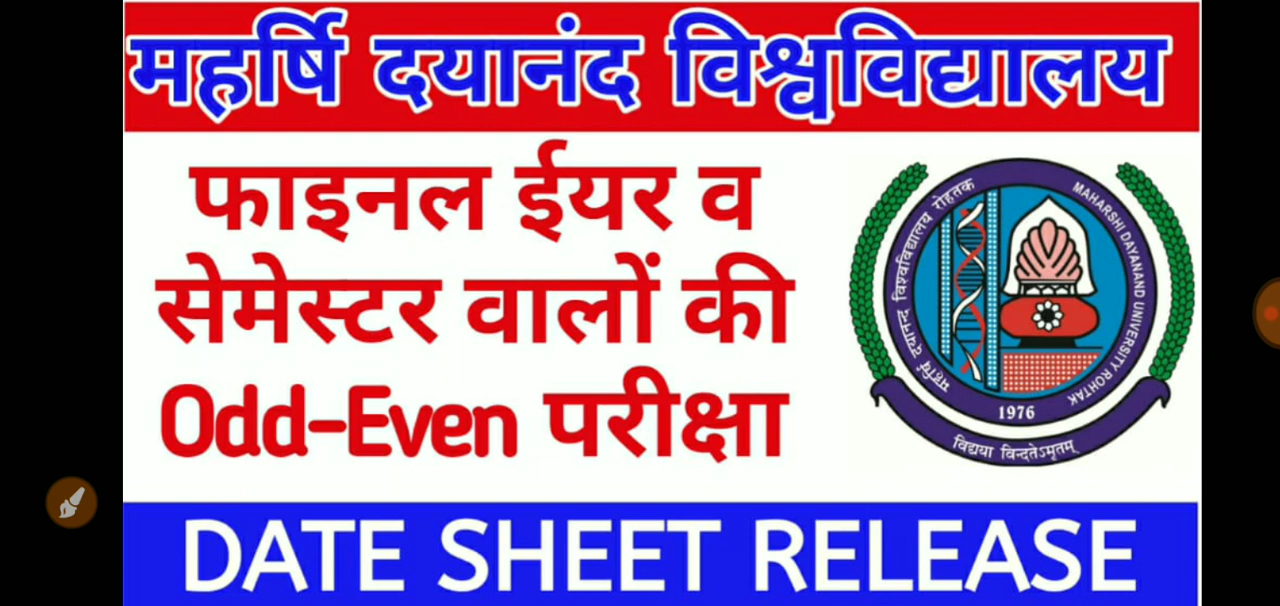 महर्षि दयानंद विश्वविद्यालय
फाइनल ईयर व
सेमेस्टर वालों की
Odd-Even परीक्षा
महर्षि दयानन्द विश्वविद्यालय रोहतक
MAHARSHI DAYANAND UNIVERSITY ROHTAK
1976
विद्यया विन्दतेऽमृतम्
DATE SHEET RELEASE